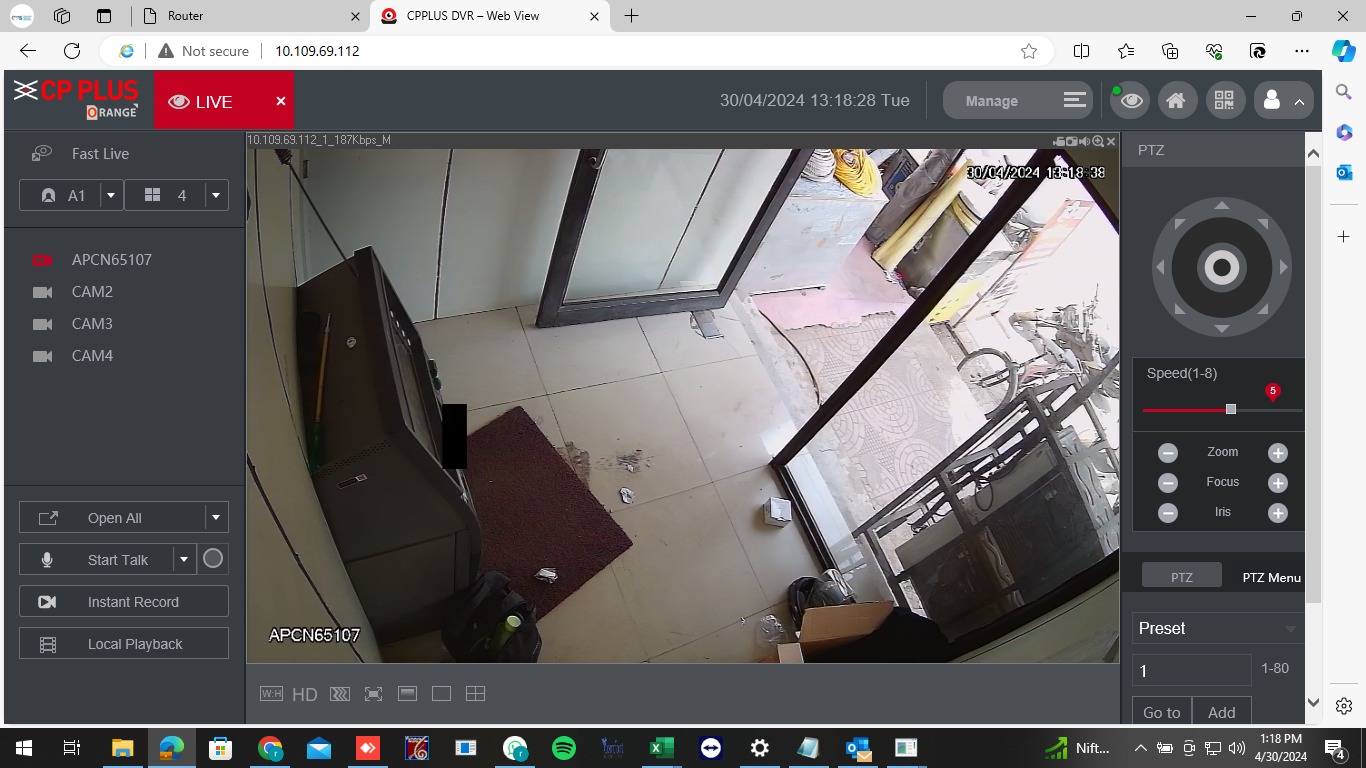 Router
CPPLUS DVR – Web View
Not secure
10.109.69.112
CP PLUS
ORANGE
LIVE
30/04/2024 13:18:28 Tue
Manage
Fast Live
A1
4
APCN65107
CAM2
CAM3
CAM4
Open All
Start Talk
Instant Record
Local Playback
10.109.69.112_1_187Kbps_M
30/04/2024 13:18:38
APCN65107
W:H
HD
PTZ
Speed(1-8)
5
Zoom
Focus
Iris
PTZ
PTZ Menu
Preset
1
1-80
Go to
Add
Nift...
1:18 PM
4/30/2024
4